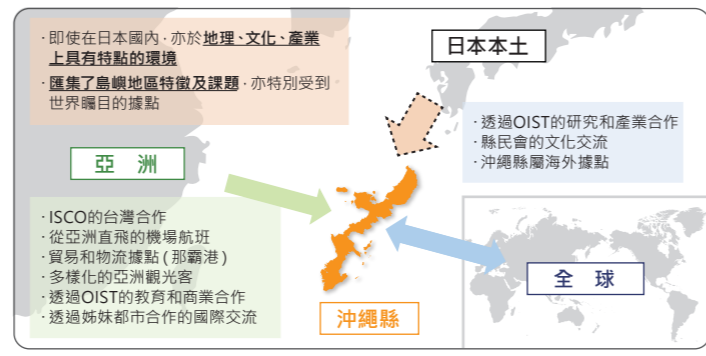 ·即使在日本國內，亦於地理、文化、產業
上具有特點的環境
·匯集了島嶼地區特徵及課題，亦特別受到
世界矚目的據點
日本本土
·透過OIST的研究和產業合作
·縣民會的文化交流
·沖繩縣屬海外據點
亞 洲
·ISCO的台灣合作
·從亞洲直飛的機場航班
·貿易和物流據點(那霸港)
·多樣化的亞洲觀光客
·透過OIST的教育和商業合作
·透過姊妹都市合作的國際交流
全 球
沖繩縣